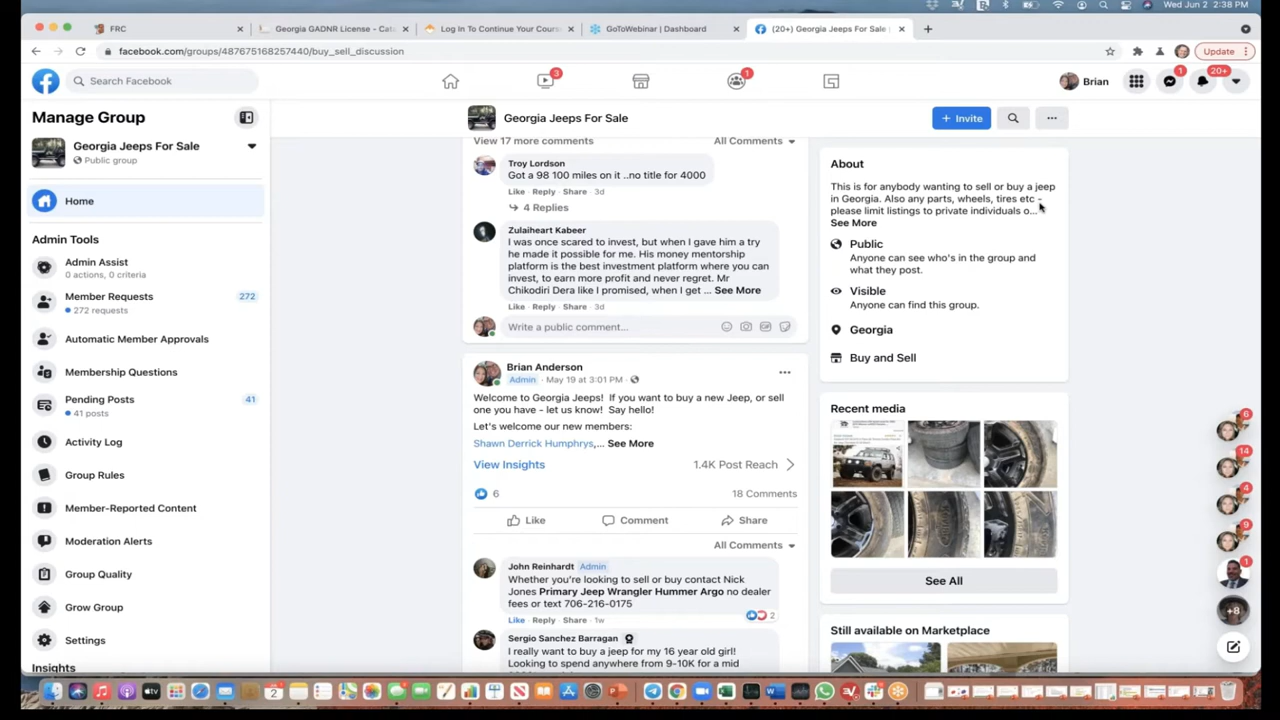 Wed Jun 2 2:38 PM
FRC
Georgia GADNR License - Cat
Log In To Continue Your Cours
GoToWebinar | Dashboard
(20+) Georgia Jeeps For Sale |
facebook.com/groups/487675168257440/buy_sell_discussion
Update
Search Facebook
3
1
Brian
1
20+
Manage Group
Georgia Jeeps For Sale
Public group
Home
Admin Tools
Admin Assist
0 actions, 0 criteria
Member Requests
272
272 requests
Automatic Member Approvals
Membership Questions
Pending Posts
41
41 posts
Activity Log
Group Rules
Member-Reported Content
Moderation Alerts
Group Quality
Grow Group
Settings
Insights
Georgia Jeeps For Sale
+ Invite
View 17 more comments
All Comments
Troy Lordson
Got a 98 100 miles on it ..no title for 4000
Like · Reply · Share · 3d
4 Replies
Zulaiheart Kabeer
I was once scared to invest, but when I gave him a try
he made it possible for me. His money mentorship
platform is the best investment platform where you can
invest, to earn more profit and never regret. Mr
Chikodiri Dera like I promised, when I get ... See More
Like · Reply · Share · 3d
Write a public comment...
Brian Anderson
Admin · May 19 at 3:01 PM ·
Welcome to Georgia Jeeps! If you want to buy a new Jeep, or sell
one you have - let us know! Say hello!
Let's welcome our new members:
Shawn Derrick Humphrys,... See More
View Insights
1.4K Post Reach
6
18 Comments
Like
Comment
Share
All Comments
John Reinhardt Admin
Whether you're looking to sell or buy contact Nick
Jones Primary Jeep Wrangler Hummer Argo no dealer
fees or text 706-216-0175
2
Like · Reply · Share · 1w
Sergio Sanchez Barragan
I really want to buy a jeep for my 16 year old girl!
Looking to spend anywhere from 9-10K for a mid
About
This is for anybody wanting to sell or buy a jeep
in Georgia. Also any parts, wheels, tires etc -
please limit listings to private individuals o...
See More
Public
Anyone can see who's in the group and
what they post.
Visible
Anyone can find this group.
Georgia
Buy and Sell
Recent media
See All
Still available on Marketplace
6
14
4
9
1
+8